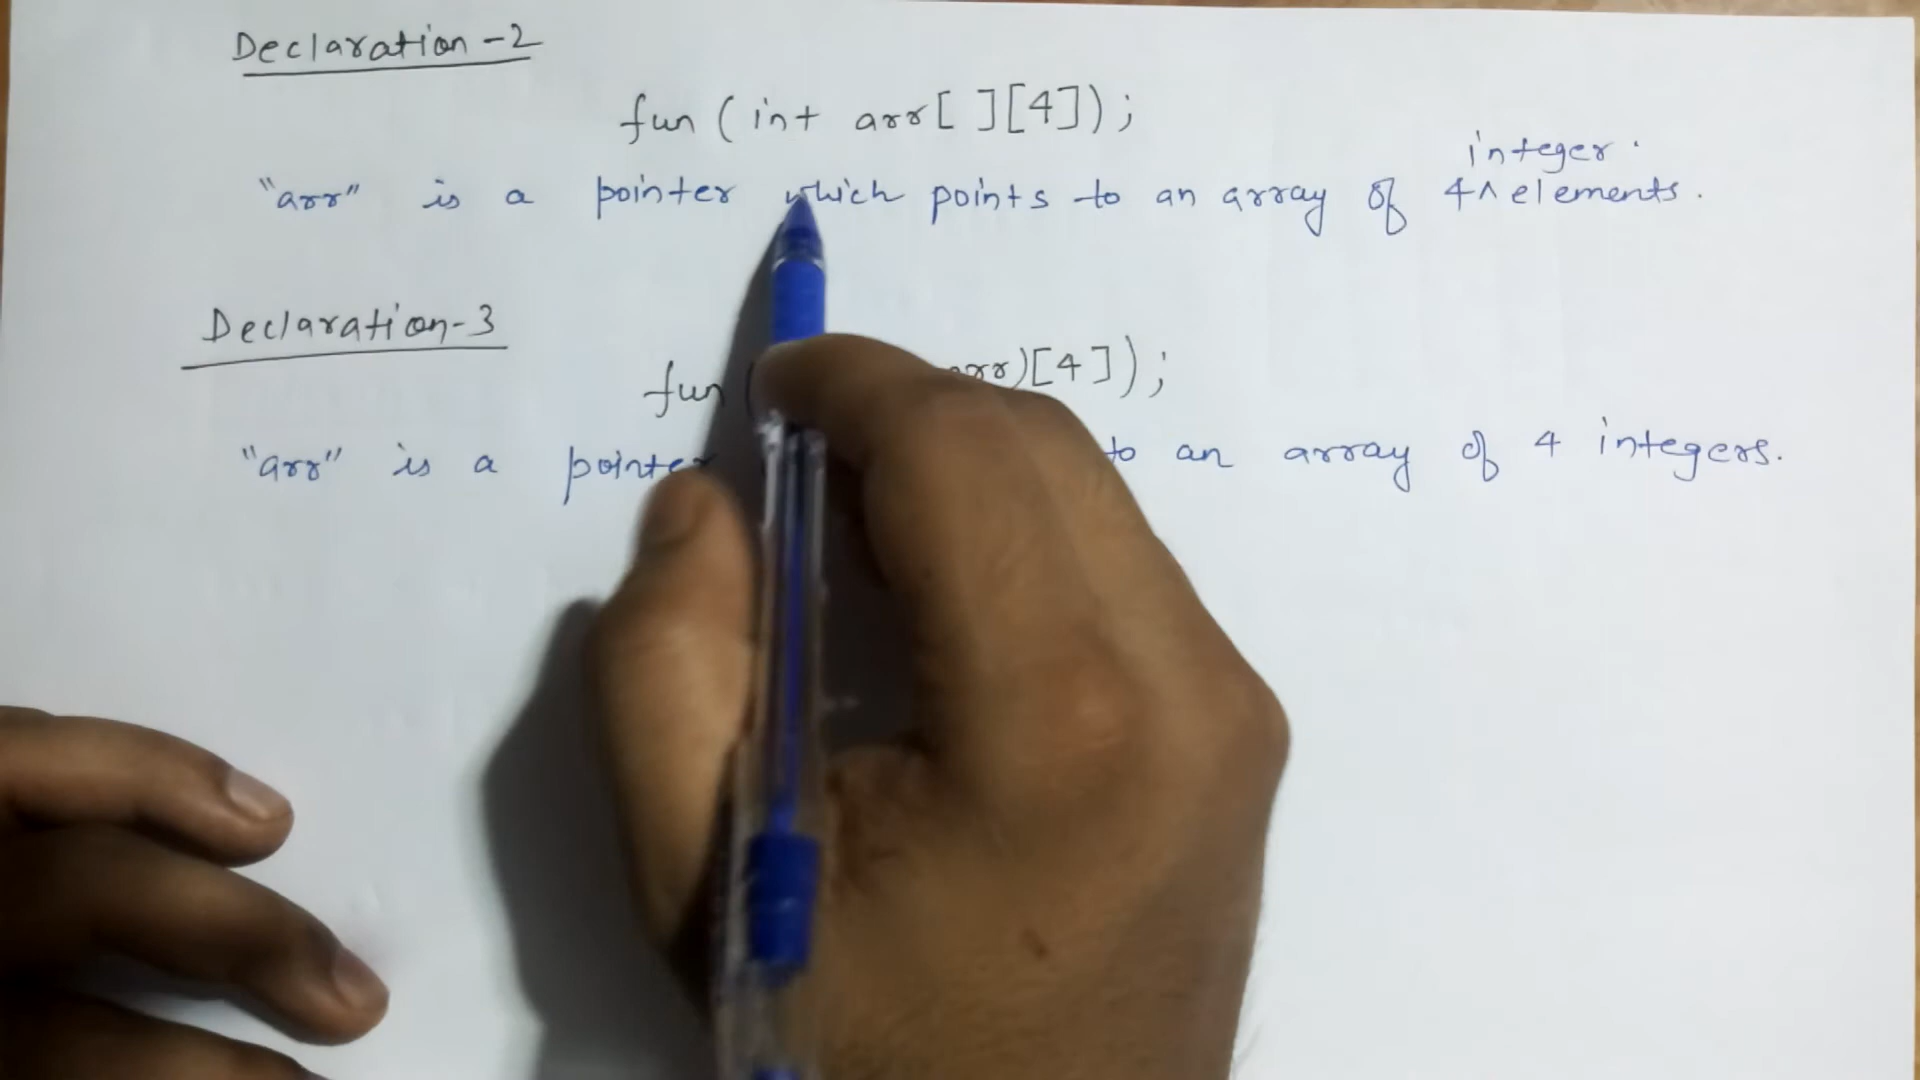 Declaration-2
fun (int arr[ ][4]);
integer.
"arr" is a pointer which points to an array of 4^ elements.
Declaration-3
fun ( arr)[4]);
"arr" is a pointer to an array of 4 integers.